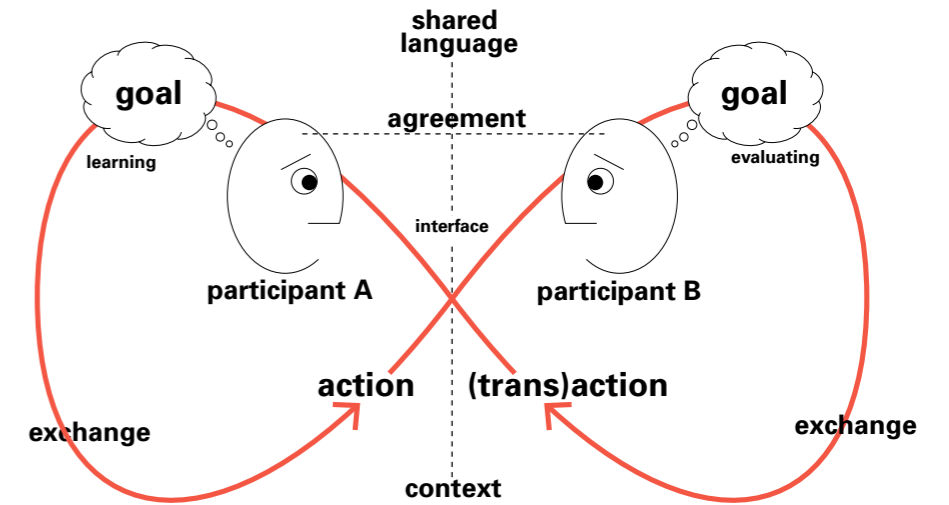 shared
language
goal
goal
agreement
learning
evaluating
interface
participant A
participant B
action
(trans)action
exchange
exchange
context